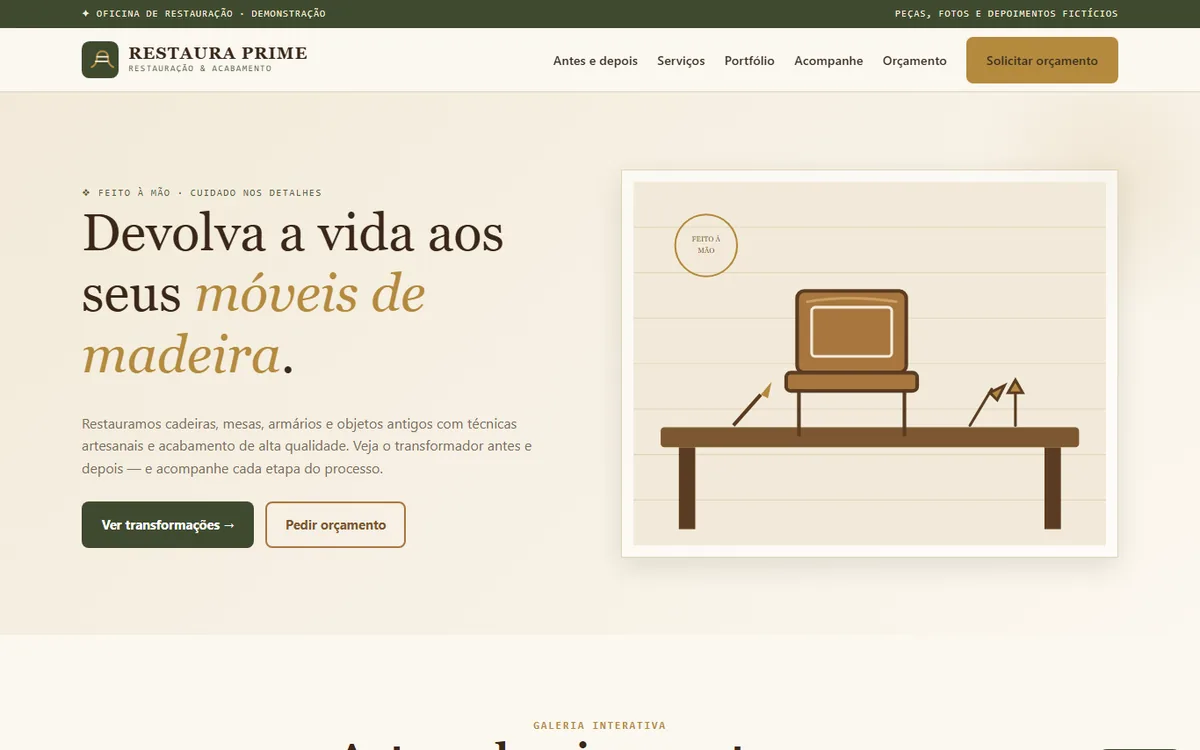 ✦ OFICINA DE RESTAURAÇÃO · DEMONSTRAÇÃO
PEÇAS, FOTOS E DEPOIMENTOS FICTÍCIOS
RESTAURA PRIME
RESTAURAÇÃO & ACABAMENTO
Antes e depois
Serviços
Portfólio
Acompanhe
Orçamento
Solicitar orçamento
❖ FEITO À MÃO · CUIDADO NOS DETALHES
Devolva a vida aos
seus móveis de
madeira.
Restauramos cadeiras, mesas, armários e objetos antigos com técnicas
artesanais e acabamento de alta qualidade. Veja o transformador antes e
depois — e acompanhe cada etapa do processo.
Ver transformações →
Pedir orçamento
FEITO À
MÃO
GALERIA INTERATIVA